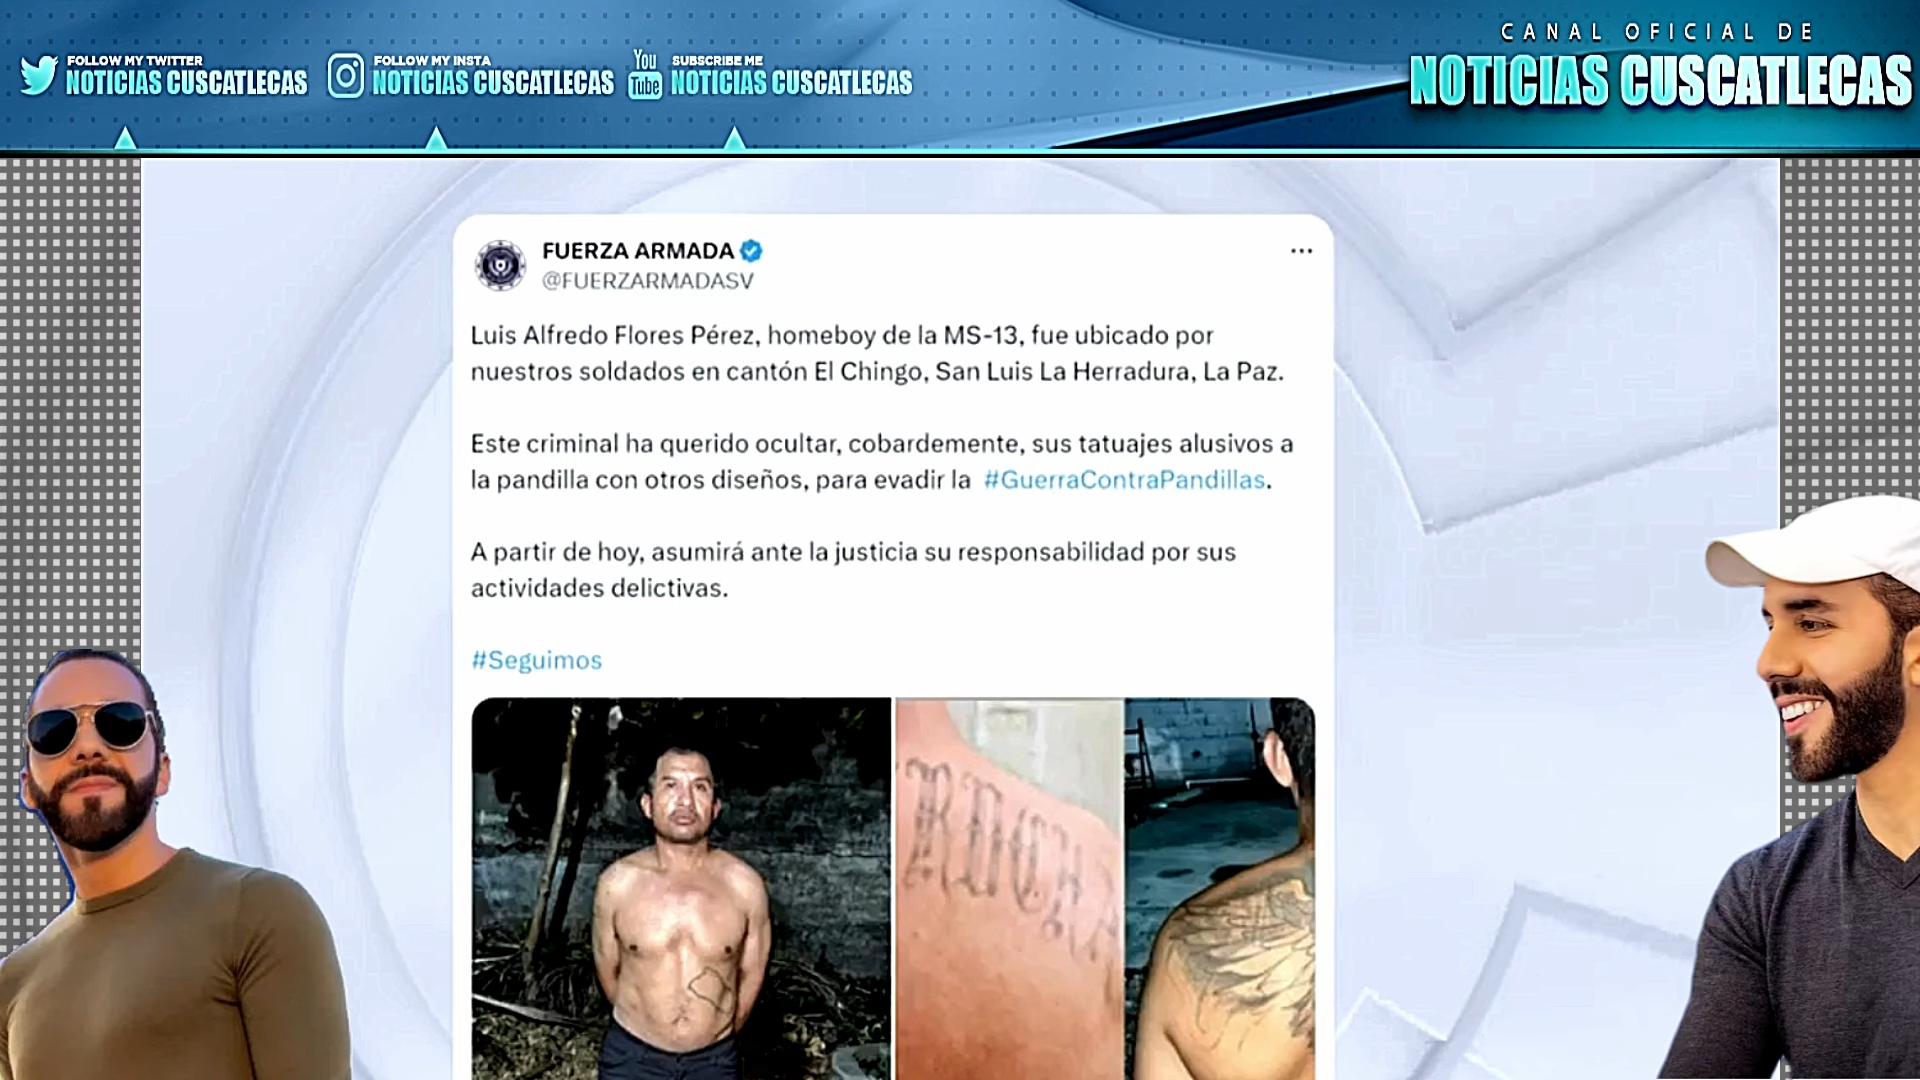 FOLLOW MY TWITTER
NOTICIAS CUSCATLECAS
FOLLOW MY INSTA
NOTICIAS CUSCATLECAS
You
Tube
SUBSCRIBE ME
NOTICIAS CUSCATLECAS
CANAL OFICIAL DE
NOTICIAS CUSCATLECAS
FUERZA ARMADA
@FUERZARMADASV
Luis Alfredo Flores Pérez, homeboy de la MS-13, fue ubicado por
nuestros soldados en cantón El Chingo, San Luis La Herradura, La Paz.
Este criminal ha querido ocultar, cobardemente, sus tatuajes alusivos a
la pandilla con otros diseños, para evadir la #GuerraContraPandillas.
A partir de hoy, asumirá ante la justicia su responsabilidad por sus
actividades delictivas.
#Seguimos